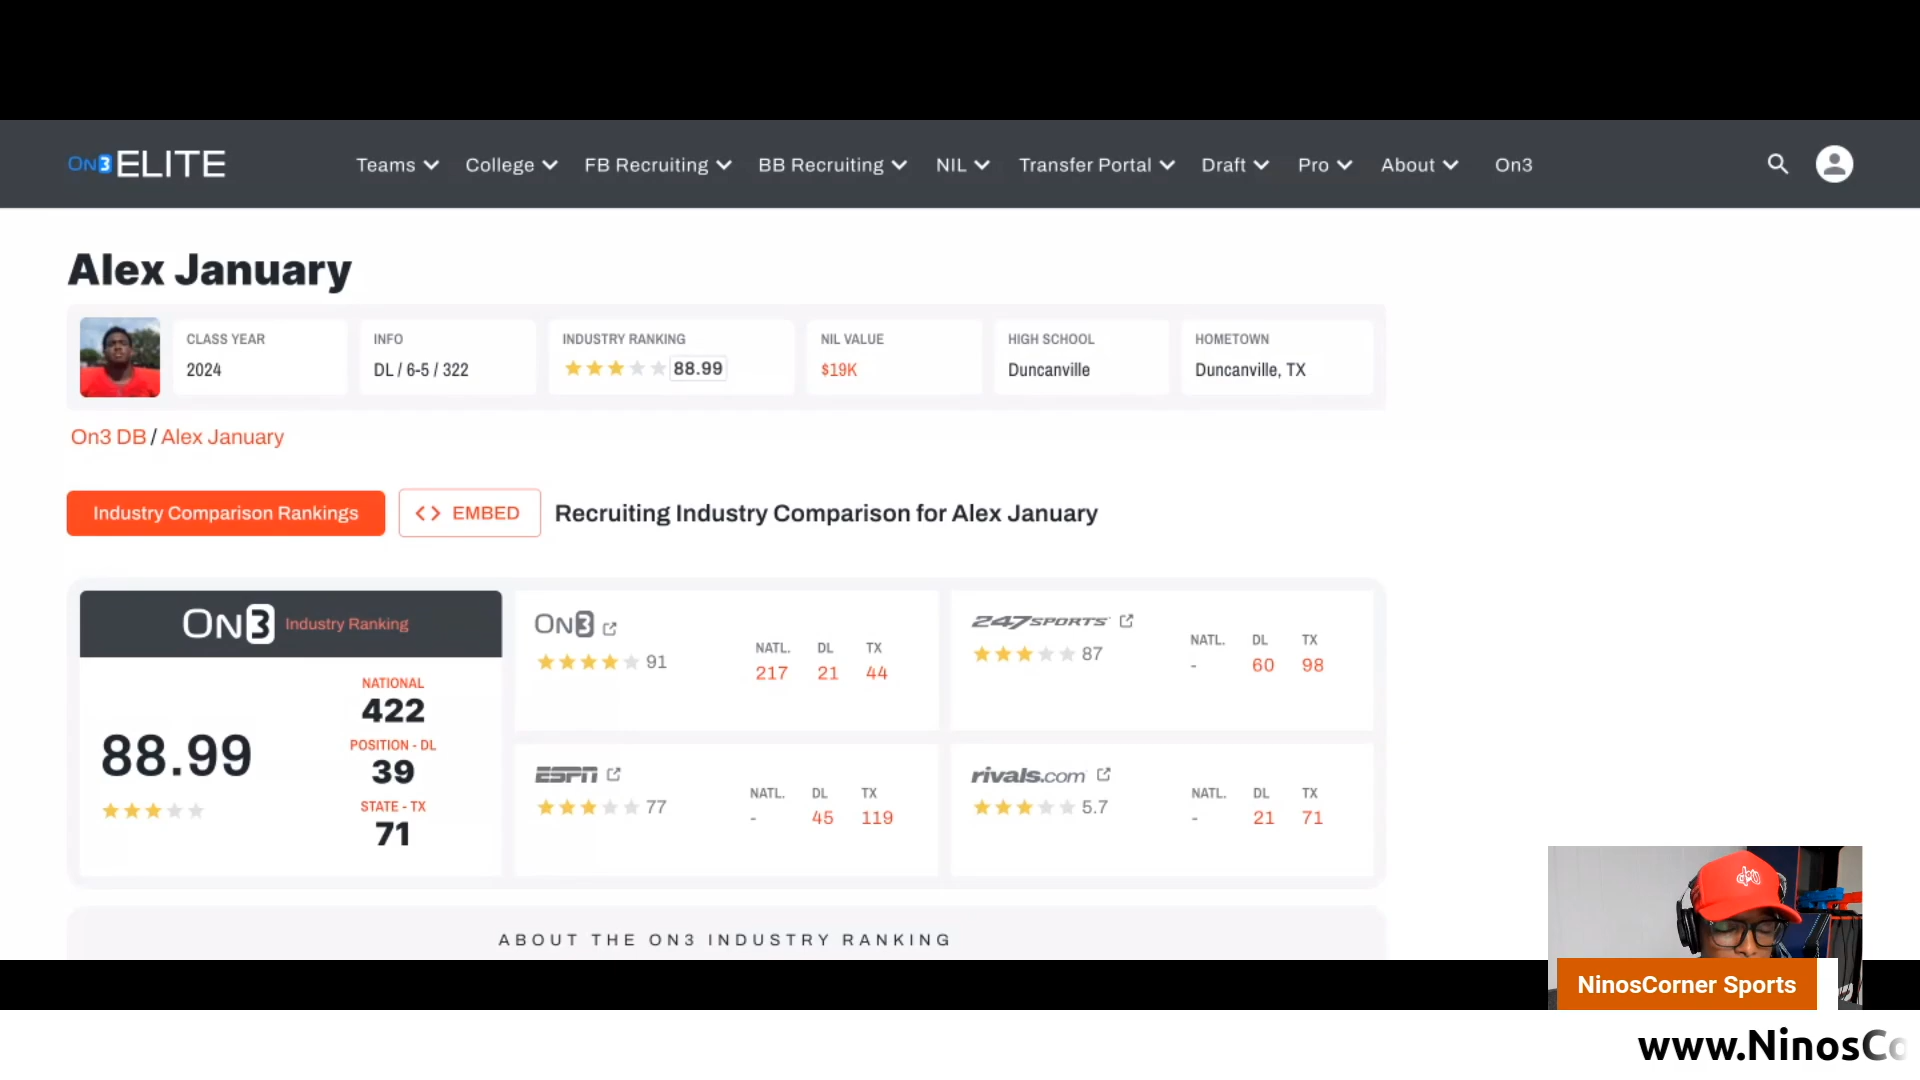 ON3 ELITE Teams College FB Recruiting BB Recruiting NIL Transfer Portal Draft Pro About On3
Alex January
CLASS YEAR INFO INDUSTRY RANKING NIL VALUE HIGH SCHOOL HOMETOWN
2024 DL / 6-5 / 322 88.99 $19K Duncanville Duncanville, TX
On3 DB / Alex January
Industry Comparison Rankings <> EMBED Recruiting Industry Comparison for Alex January
ON3 Industry Ranking
NATIONAL
422
88.99
POSITION - DL
39
STATE - TX
71
ON3
NATL. DL TX
91 217 21 44
247SPORTS
NATL. DL TX
87 - 60 98
ESPN
NATL. DL TX
77 - 45 119
rivals.com
NATL. DL TX
5.7 - 21 71
ABOUT THE ON3 INDUSTRY RANKING
NinosCorner Sports
www.NinosCo